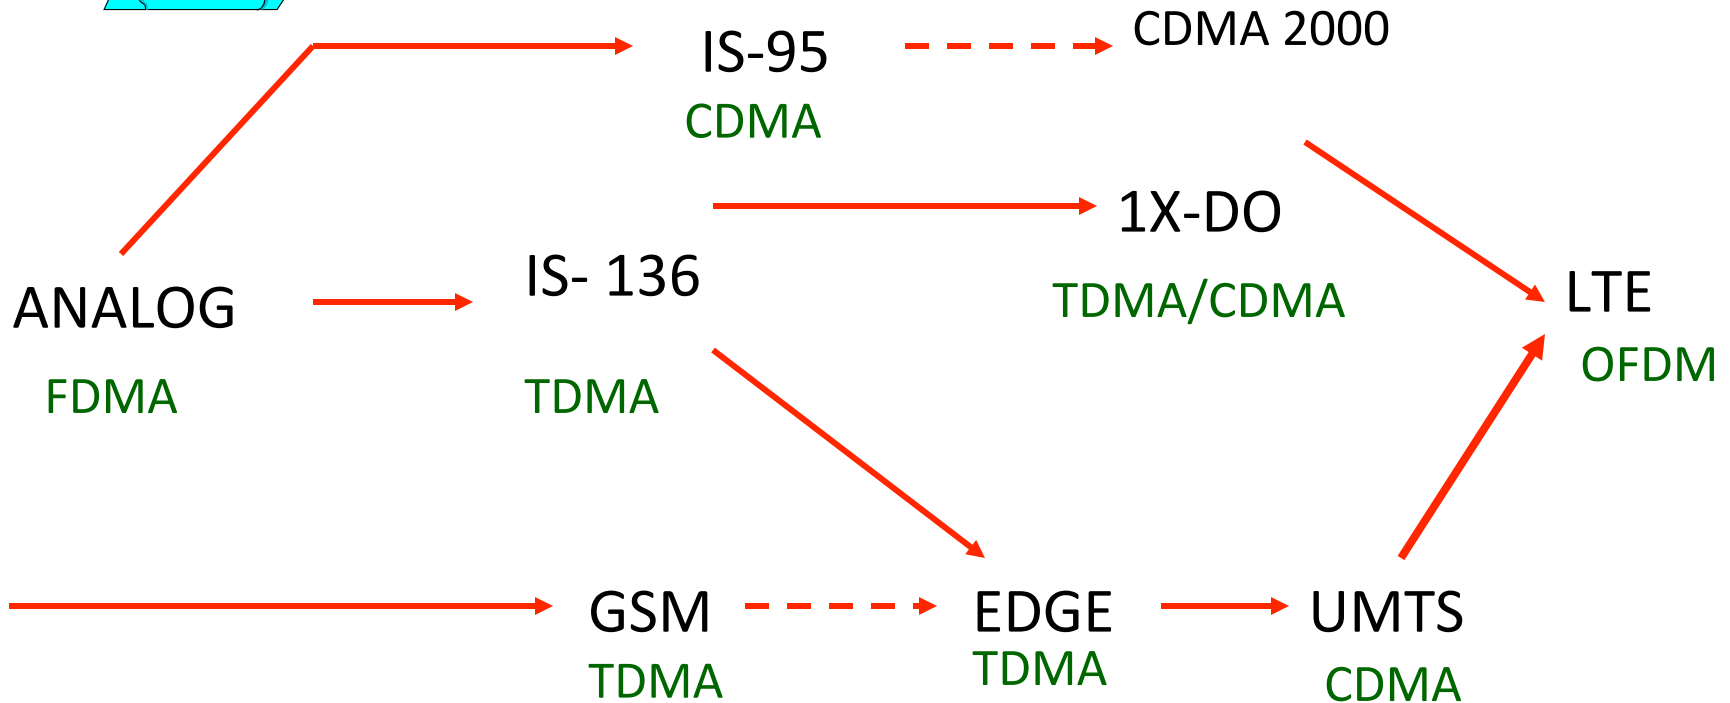 IS-95
CDMA
CDMA 2000
1X-DO
TDMA/CDMA
IS- 136
TDMA
ANALOG
FDMA
LTE
OFDM
GSM
TDMA
EDGE
TDMA
UMTS
CDMA